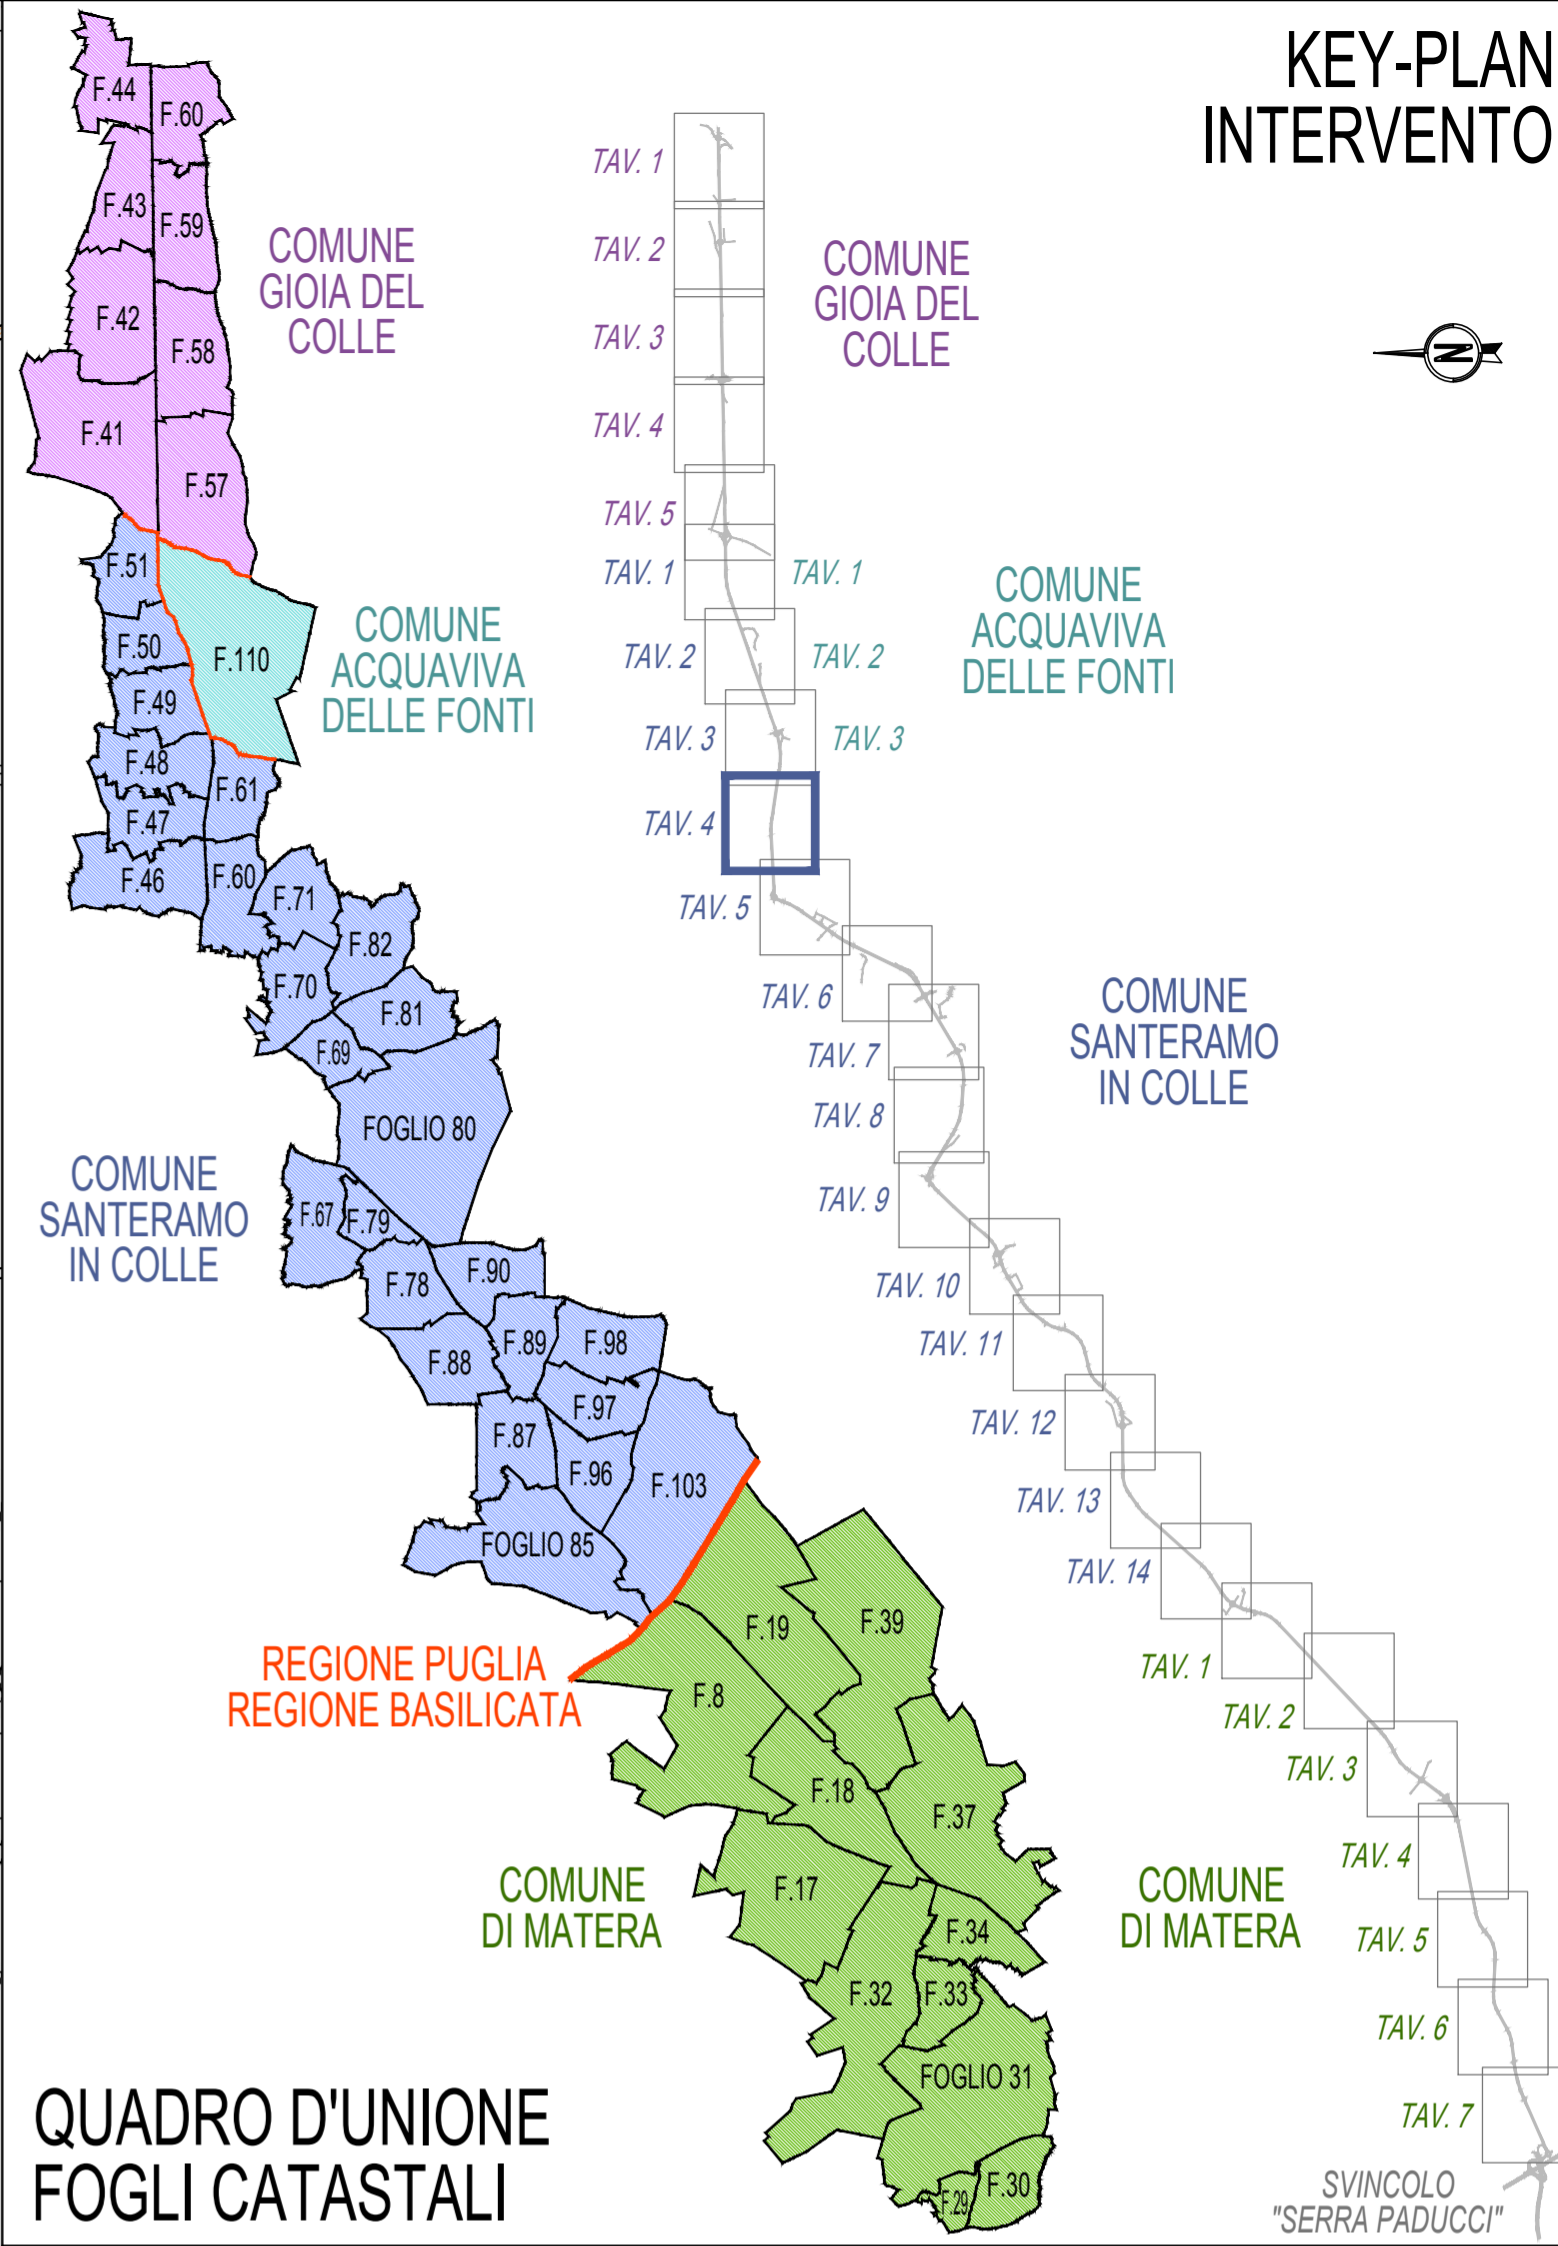 KEY-PLAN
INTERVENTO
N
F.44
F.60
F.43
F.59
F.42
F.58
F.41
F.57
COMUNE
GIOIA DEL
COLLE
F.51
F.50
F.110
F.49
F.48
F.61
F.47
F.46
F.60
COMUNE
ACQUAVIVA
DELLE FONTI
F.71
F.82
F.70
F.81
F.69
FOGLIO 80
F.67
F.79
F.78
F.90
F.89
F.98
F.88
F.97
F.87
F.96
F.103
FOGLIO 85
COMUNE
SANTERAMO
IN COLLE
REGIONE PUGLIA
REGIONE BASILICATA
F.19
F.39
F.8
F.18
F.37
F.17
F.34
F.32
F.33
FOGLIO 31
F.30
F.29
COMUNE
DI MATERA
QUADRO D'UNIONE
FOGLI CATASTALI
TAV. 1
TAV. 2
TAV. 3
TAV. 4
TAV. 5
COMUNE
GIOIA DEL
COLLE
TAV. 1
TAV. 1
TAV. 2
TAV. 2
TAV. 3
TAV. 3
COMUNE
ACQUAVIVA
DELLE FONTI
TAV. 4
TAV. 5
TAV. 6
TAV. 7
TAV. 8
TAV. 9
TAV. 10
TAV. 11
TAV. 12
TAV. 13
TAV. 14
COMUNE
SANTERAMO
IN COLLE
TAV. 1
TAV. 2
TAV. 3
TAV. 4
TAV. 5
TAV. 6
TAV. 7
COMUNE
DI MATERA
SVINCOLO
"SERRA PADUCCI"